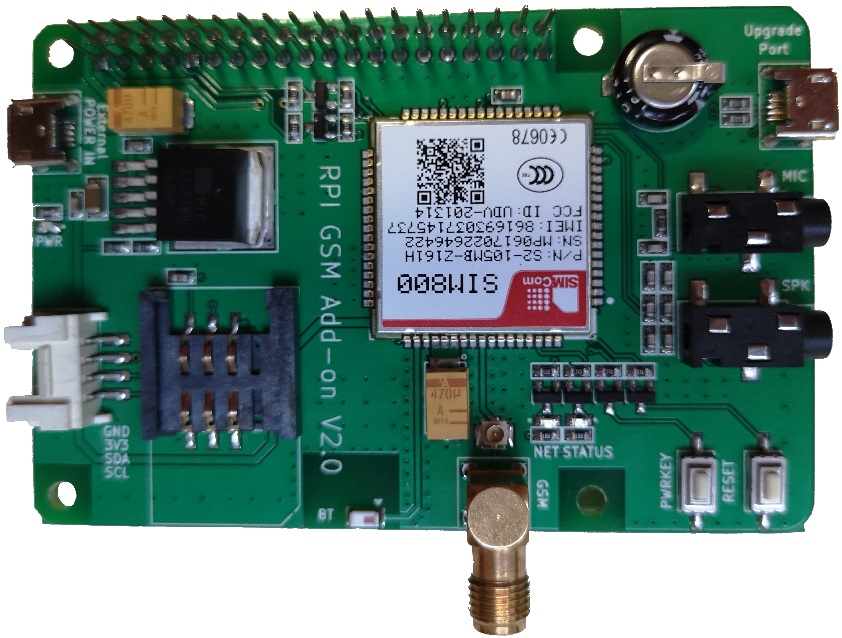 Upgrade
Port
External
POWER IN
470µ
A
PWR
RPI GSM Add-on V2.0
CE0678
FCC ID:UDV-201314
IMEI:861693037145737
SN:MP0617022646422
P/N:S2-105MB-Z161H
SIM800
SIMCom
MIC
SPK
470µ
A
NET STATUS
GND
3V3
SDA
SCL
BT
GSM
PWRKEY
RESET